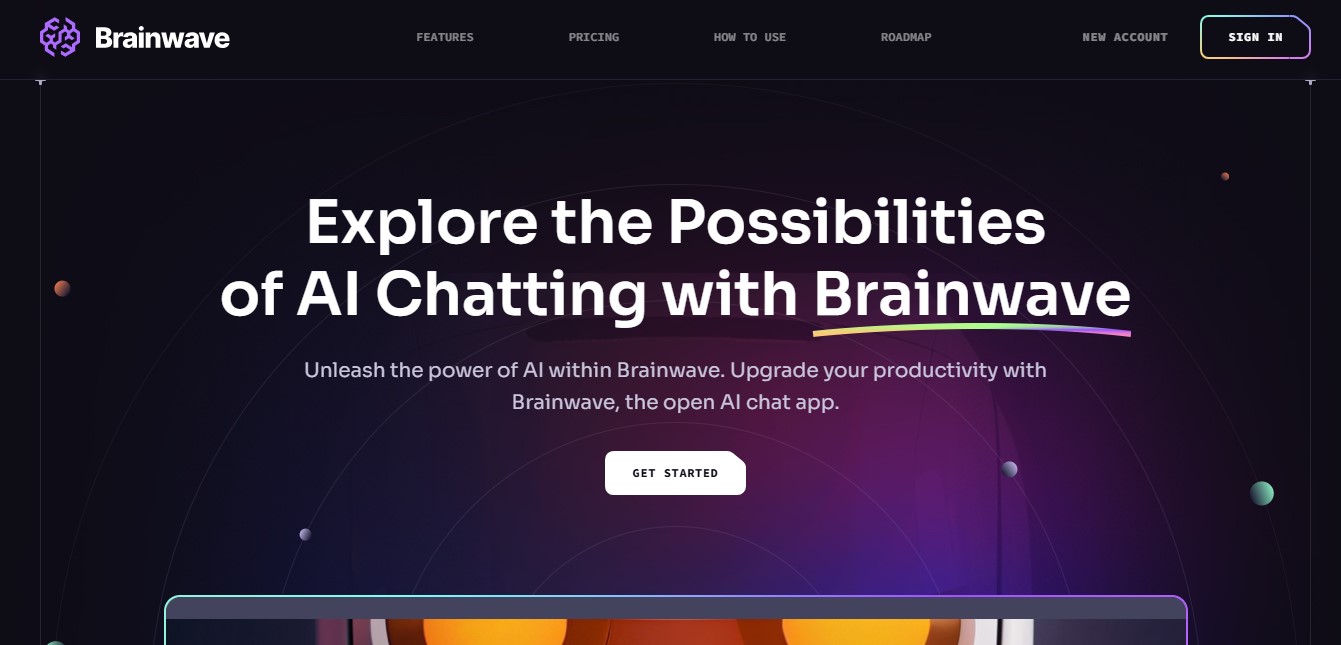 Brainwave
FEATURES
PRICING
HOW TO USE
ROADMAP
NEW ACCOUNT
SIGN IN
Explore the Possibilities
of AI Chatting with Brainwave
Unleash the power of AI within Brainwave. Upgrade your productivity with
Brainwave, the open AI chat app.
GET STARTED